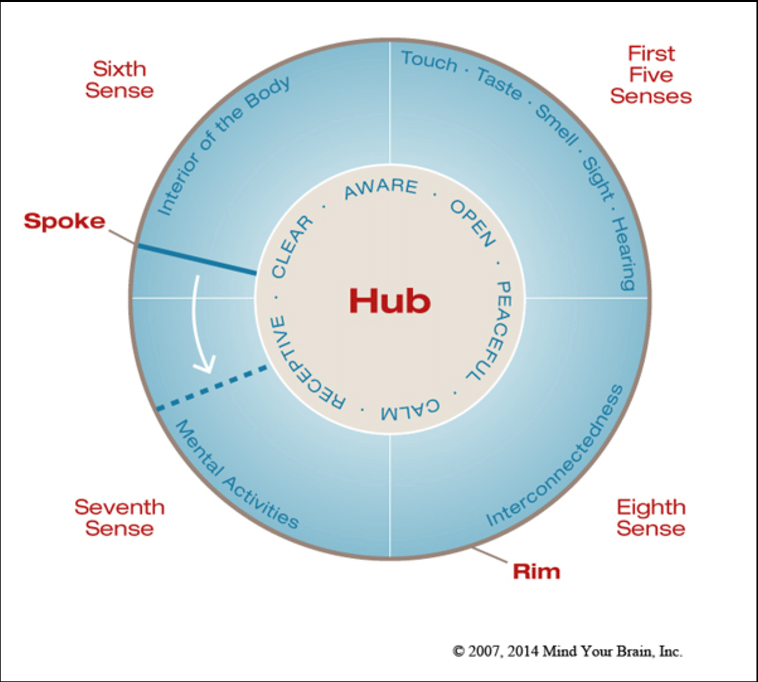 Sixth
Sense
First
Five
Senses
Interior of the Body
Touch · Taste · Smell · Sight · Hearing
Spoke
CLEAR · AWARE · OPEN · PEACEFUL · CALM · RECEPTIVE ·
Hub
Mental Activities
Interconnectedness
Seventh
Sense
Eighth
Sense
Rim
© 2007, 2014 Mind Your Brain, Inc.